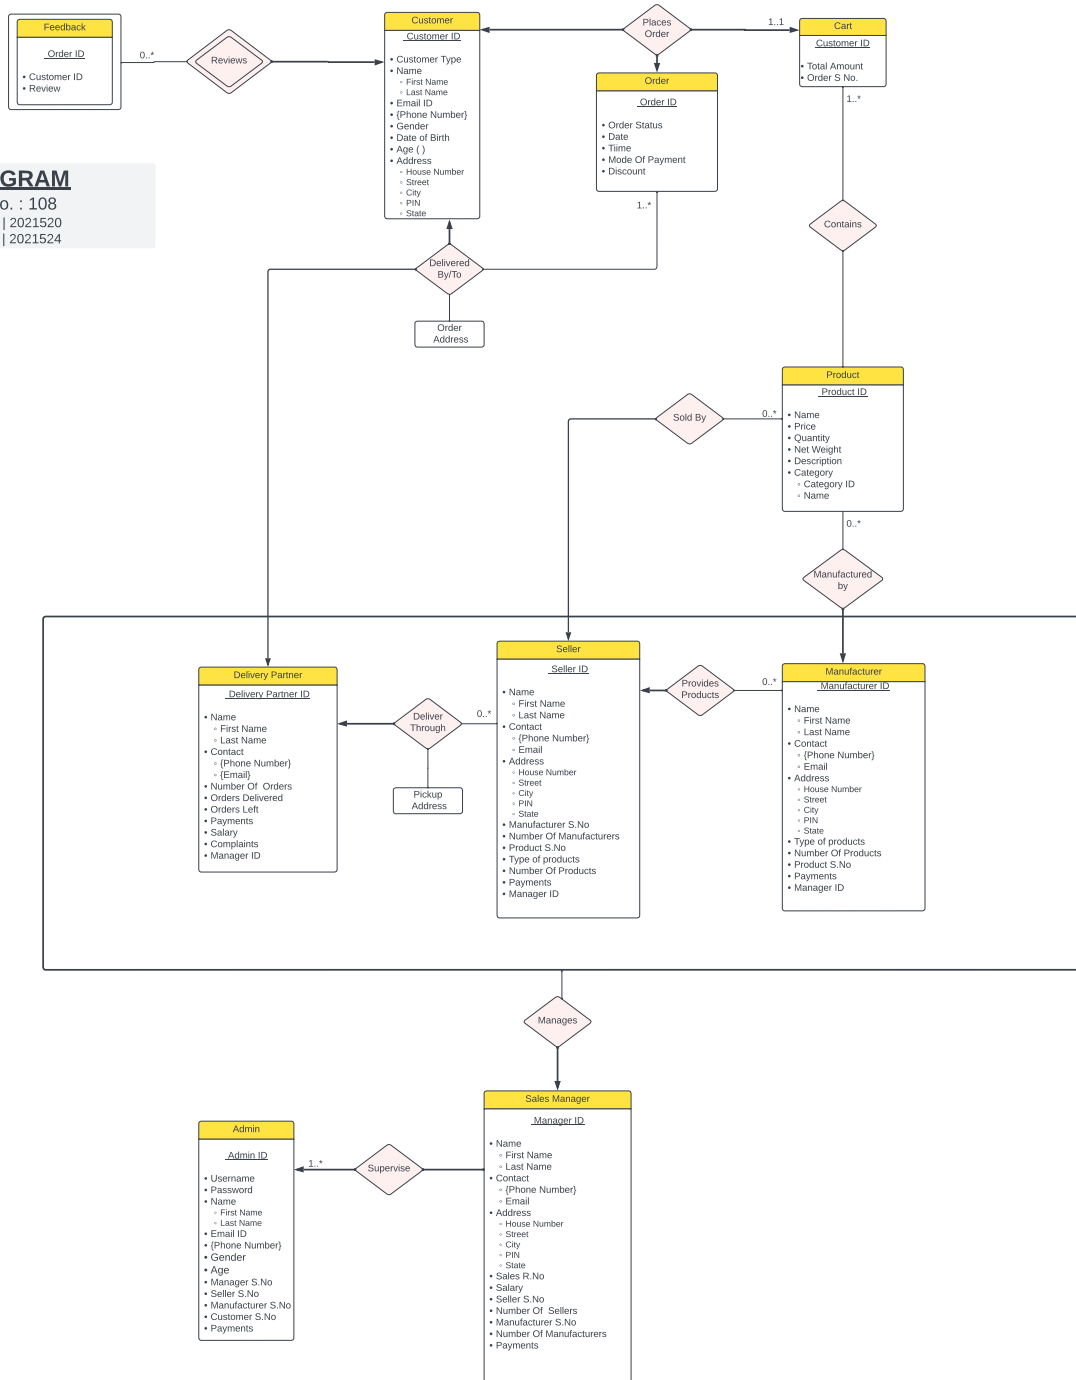 Feedback
Order ID
• Customer ID
• Review
0..*
Reviews
Customer
Customer ID
• Customer Type
• Name
◦ First Name
◦ Last Name
• Email ID
• {Phone Number}
• Gender
• Date of Birth
• Age ( )
• Address
◦ House Number
◦ Street
◦ City
◦ PIN
◦ State
Places
Order
1..1
Cart
Customer ID
• Total Amount
• Order S No.
1..*
Order
Order ID
• Order Status
• Date
• Tiime
• Mode Of Payment
• Discount
1..*
GRAM
o. : 108
| 2021520
| 2021524
Contains
Delivered
By/To
Order
Address
Product
Product ID
• Name
• Price
• Quantity
• Net Weight
• Description
• Category
◦ Category ID
◦ Name
Sold By
0..*
0..*
Manufactured
by
Delivery Partner
Delivery Partner ID
• Name
◦ First Name
◦ Last Name
• Contact
◦ {Phone Number}
◦ {Email}
• Number Of  Orders
• Orders Delivered
• Orders Left
• Payments
• Salary
• Complaints
• Manager ID
Deliver
Through
0..*
Pickup
Address
Seller
Seller ID
• Name
◦ First Name
◦ Last Name
• Contact
◦ {Phone Number}
◦ Email
• Address
◦ House Number
◦ Street
◦ City
◦ PIN
◦ State
• Manufacturer S.No
• Number Of Manufacturers
• Product S.No
• Type of products
• Number Of Products
• Payments
• Manager ID
Provides
Products
0..*
Manufacturer
Manufacturer ID
• Name
◦ First Name
◦ Last Name
• Contact
◦ {Phone Number}
◦ Email
• Address
◦ House Number
◦ Street
◦ City
◦ PIN
◦ State
• Type of products
• Number Of Products
• Product S.No
• Payments
• Manager ID
Manages
Sales Manager
Manager ID
• Name
◦ First Name
◦ Last Name
• Contact
◦ {Phone Number}
◦ Email
• Address
◦ House Number
◦ Street
◦ City
◦ PIN
◦ State
• Sales R.No
• Salary
• Seller S.No
• Number Of  Sellers
• Manufacturer S.No
• Number Of Manufacturers
• Payments
Admin
Admin ID
• Username
• Password
• Name
◦ First Name
◦ Last Name
• Email ID
• {Phone Number}
• Gender
• Age
• Manager S.No
• Seller S.No
• Manufacturer S.No
• Customer S.No
• Payments
1..*
Supervise